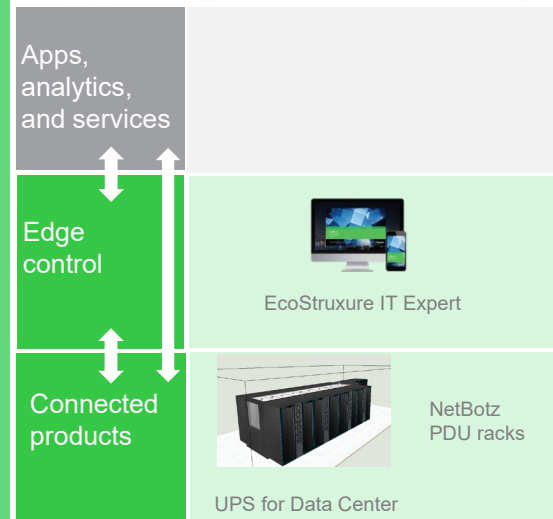 Apps,
analytics,
and services
Edge
control
EcoStruxure IT Expert
Connected
products
NetBotz
PDU racks
UPS for Data Center